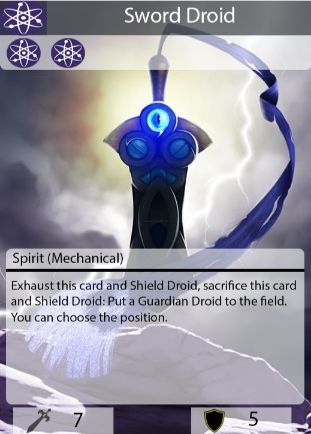 Sword Droid
Spirit (Mechanical)
Exhaust this card and Shield Droid, sacrifice this card
and Shield Droid: Put a Guardian Droid to the field.
You can choose the position.
7
5